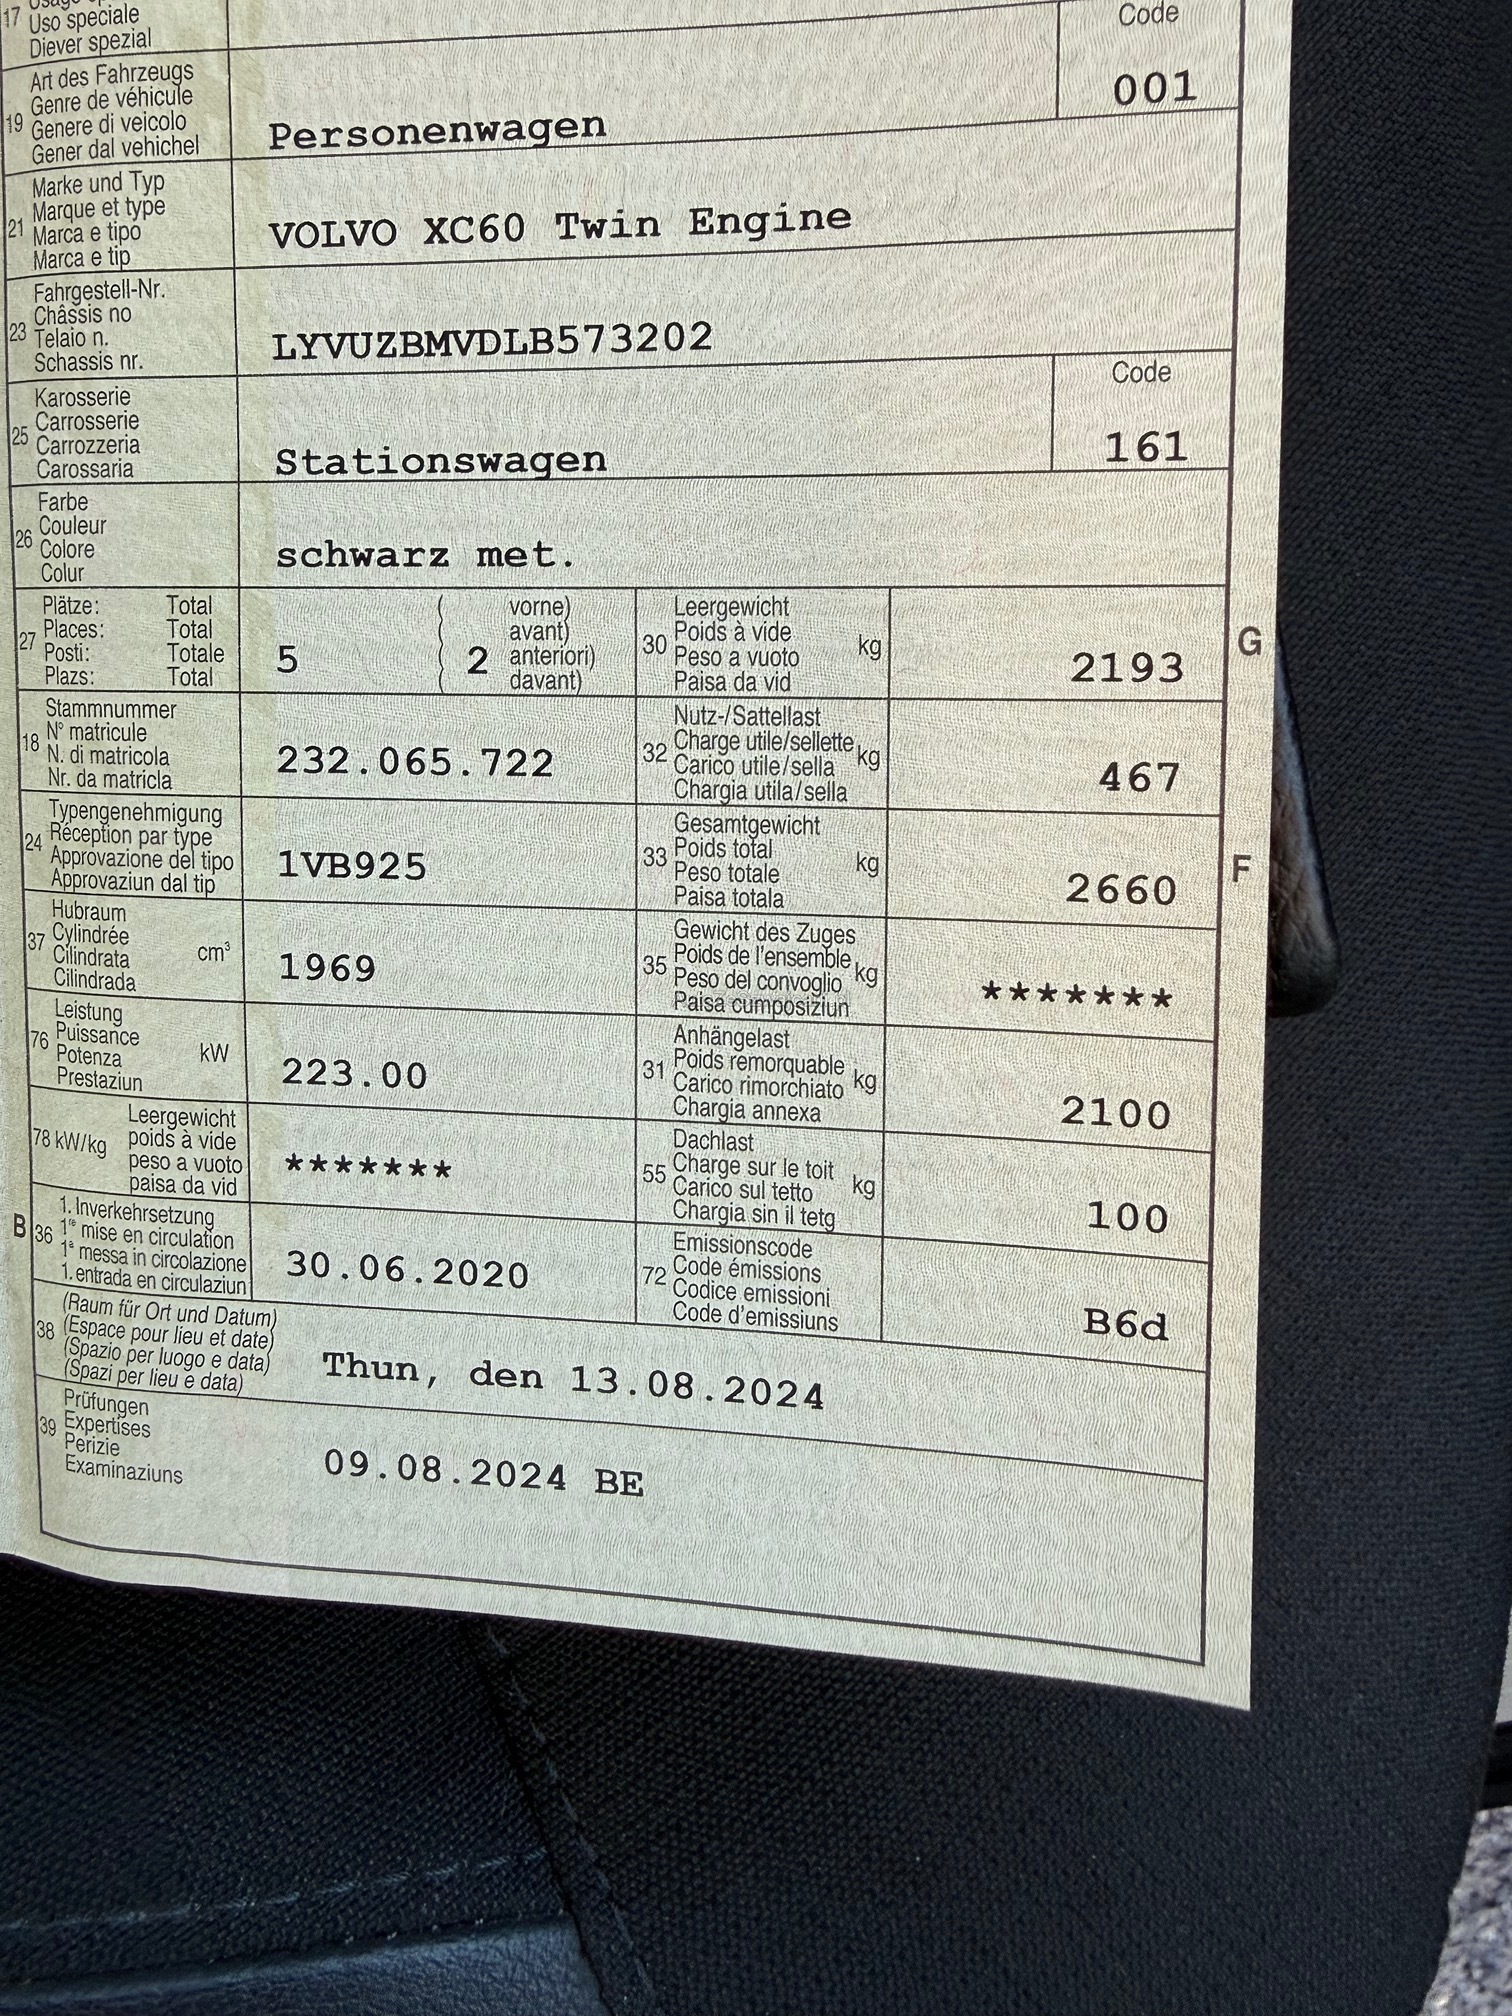 17 Uso speciale
Diever spezial
Code
001
19 Art des Fahrzeugs
Genre de véhicule
Genere di veicolo
Gener dal vehichel
Personenwagen
21 Marke und Typ
Marque et type
Marca e tipo
Marca e tip
VOLVO XC60 Twin Engine
23 Fahrgestell-Nr.
Châssis no
Telaio n.
Schassis nr.
LYVUZBMVDLB573202
25 Karosserie
Carrosserie
Carrozzeria
Carossaria
Stationswagen
Code
161
26 Farbe
Couleur
Colore
Colur
schwarz met.
27 Plätze: Total
Places: Total
Posti: Totale
Plazs: Total
5
( vorne)
( avant)
( 2 anteriori)
( davant)
30 Leergewicht
Poids à vide
Peso a vuoto
Paisa da vid
kg
2193
G
18 Stammnummer
N° matricule
N. di matricola
Nr. da matricla
232.065.722
32 Nutz-/Sattellast
Charge utile/sellette
Carico utile/sella
Chargia utila/sella
kg
467
24 Typengenehmigung
Réception par type
Approvazione del tipo
Approvaziun dal tip
1VB925
33 Gesamtgewicht
Poids total
Peso totale
Paisa totala
kg
2660
F
37 Hubraum
Cylindrée
Cilindrata
Cilindrada
cm³
1969
35 Gewicht des Zuges
Poids de l'ensemble
Peso del convoglio
Paisa cumposiziun
kg
*******
76 Leistung
Puissance
Potenza
Prestaziun
kW
223.00
31 Anhängelast
Poids remorquable
Carico rimorchiato
Chargia annexa
kg
2100
78 kW/kg
Leergewicht
poids à vide
peso a vuoto
paisa da vid
*******
55 Dachlast
Charge sur le toit
Carico sul tetto
Chargia sin il tetg
kg
100
B
36 1. Inverkehrsetzung
1re mise en circulation
1a messa in circolazione
1. entrada en circulaziun
30.06.2020
72 Emissionscode
Code émissions
Codice emissioni
Code d'emissiuns
B6d
38 (Raum für Ort und Datum)
(Espace pour lieu et date)
(Spazio per luogo e data)
(Spazi per lieu e data)
Thun, den 13.08.2024
39 Prüfungen
Expertises
Perizie
Examinaziuns
09.08.2024 BE